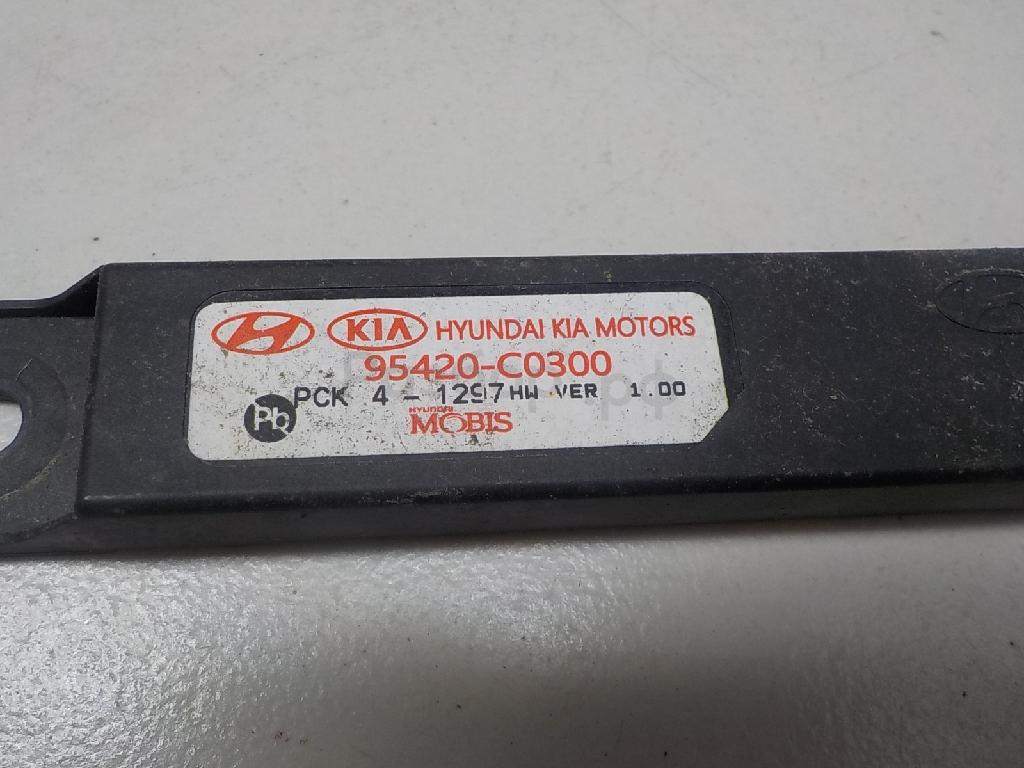 KIA HYUNDAI KIA MOTORS
95420-C0300
Pb PCK 4 - 1297 HW VER 1.00
HYUNDAI
MOBIS